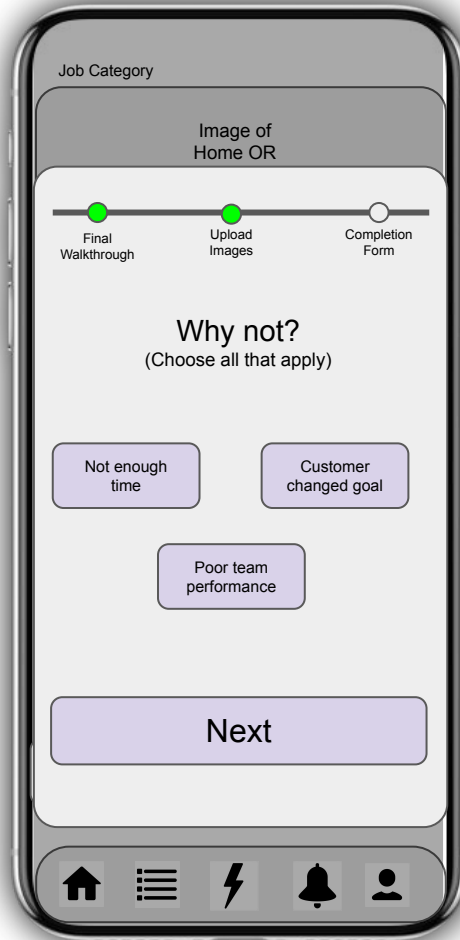 Job Category
Image of
Home OR
Final
Walkthrough
Upload
Images
Completion
Form
Why not?
(Choose all that apply)
Not enough
time
Customer
changed goal
Poor team
performance
Next